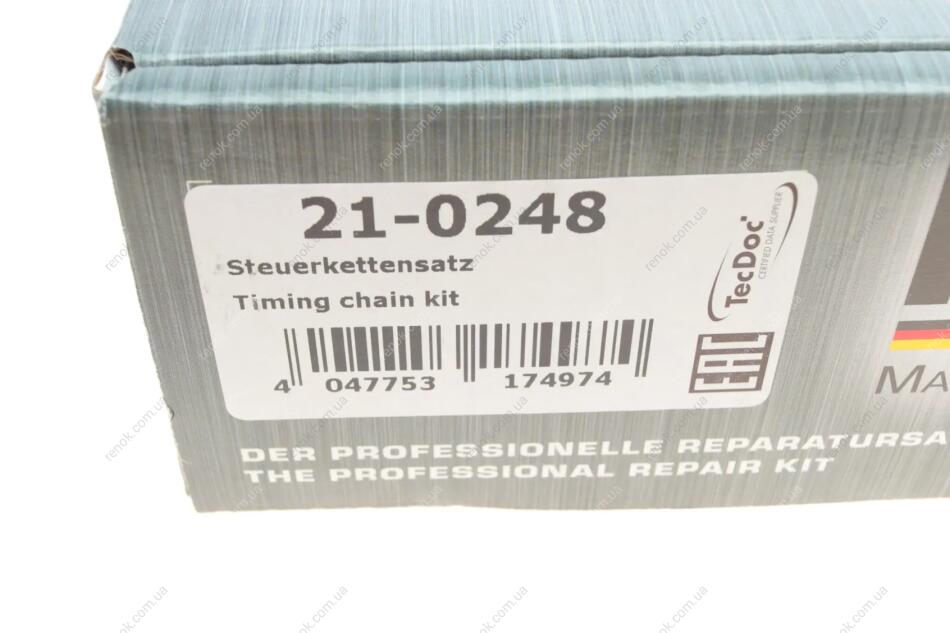 21-0248
Steuerkettensatz
Timing chain kit
4 047753 174974
TecDoc
CERTIFIED DATA SUPPLIER
EAC
MA
DER PROFESSIONELLE REPARATURSA
THE PROFESSIONAL REPAIR KIT
renok.com.ua